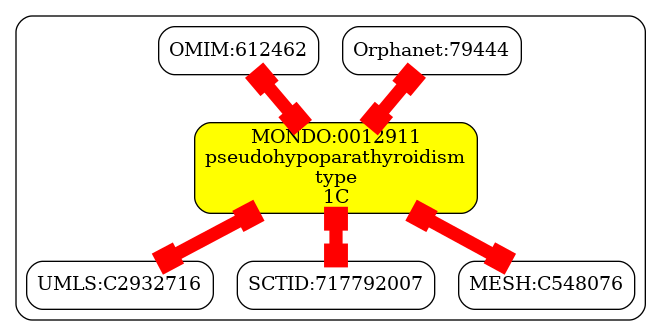 OMIM:612462
Orphanet:79444
MONDO:0012911
pseudohypoparathyroidism
type
1C
UMLS:C2932716
SCTID:717792007
MESH:C548076